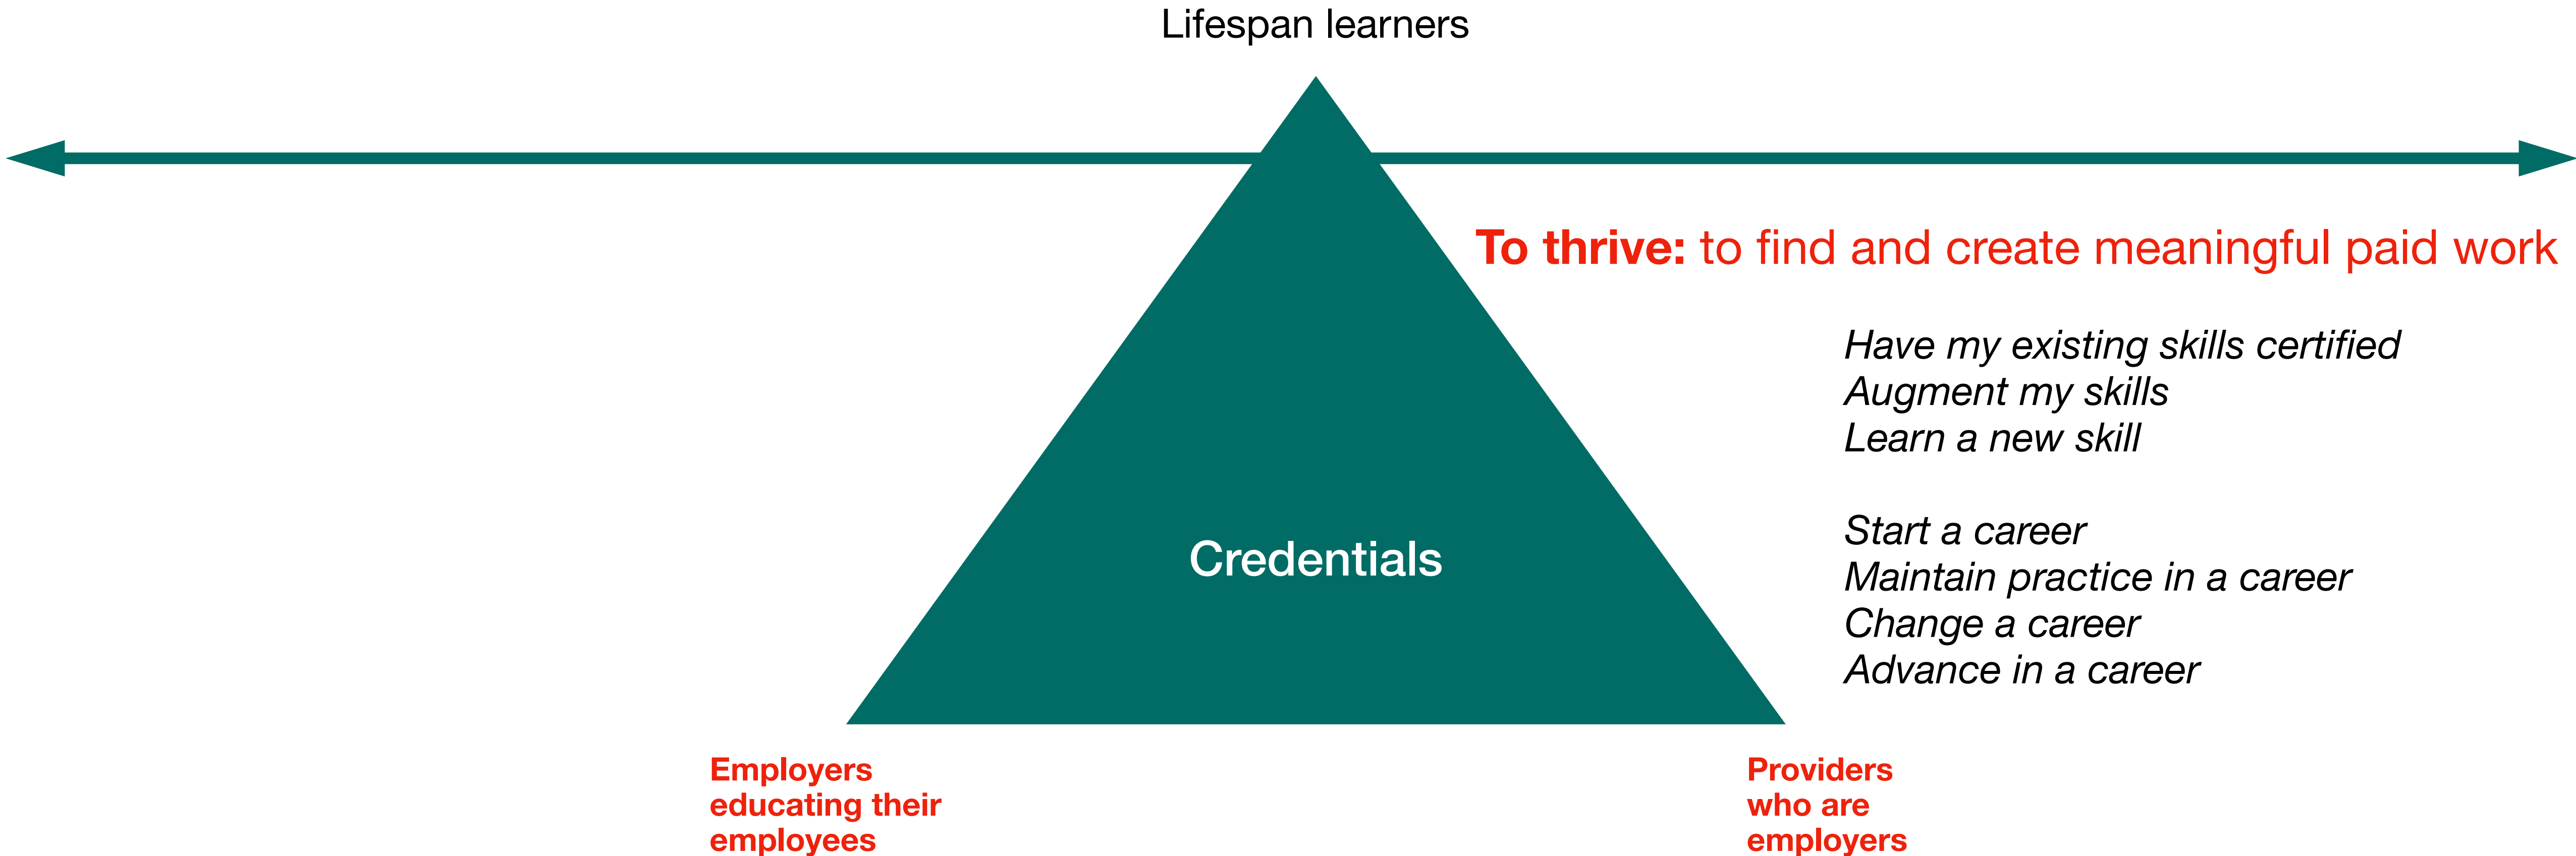 Lifespan learners
To thrive: to find and create meaningful paid work
Have my existing skills certified
Augment my skills
Learn a new skill
Start a career
Maintain practice in a career
Change a career
Advance in a career
Credentials
Employers
educating their
employees
Providers
who are
employers